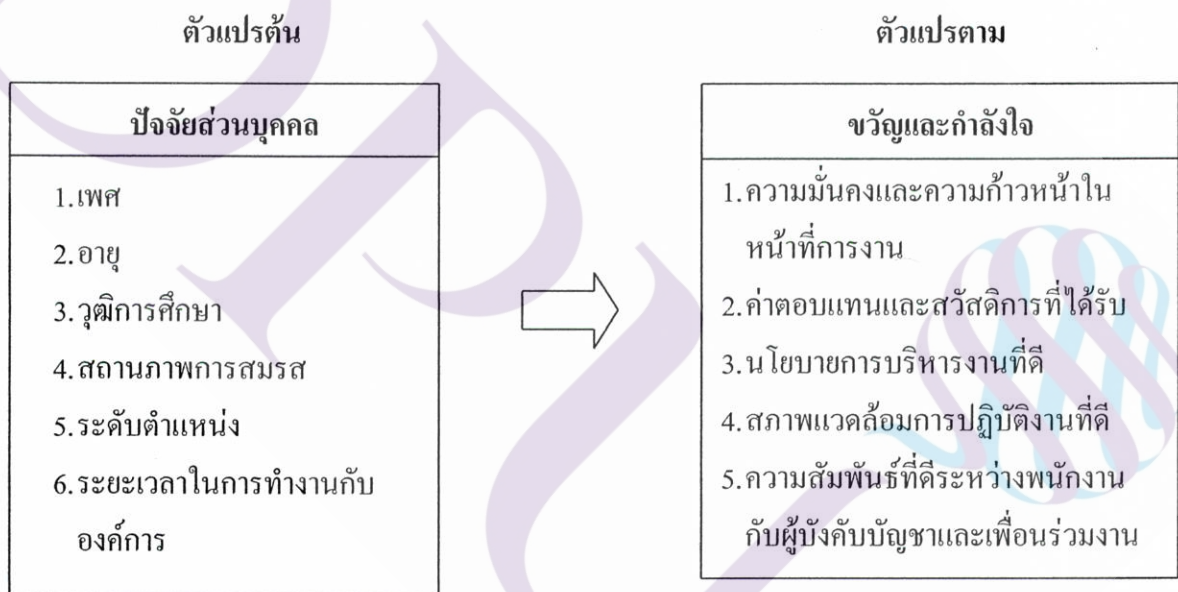 ตัวแปรต้น
ตัวแปรตาม
ปัจจัยส่วนบุคคล
1.เพศ
2.อายุ
3.วุฒิการศึกษา
4.สถานภาพการสมรส
5.ระดับตำแหน่ง
6.ระยะเวลาในการทำงานกับ
องค์การ
ขวัญและกำลังใจ
1.ความมั่นคงและความก้าวหน้าใน
หน้าที่การงาน
2.ค่าตอบแทนและสวัสดิการที่ได้รับ
3.นโยบายการบริหารงานที่ดี
4.สภาพแวดล้อมการปฏิบัติงานที่ดี
5.ความสัมพันธ์ที่ดีระหว่างพนักงาน
กับผู้บังคับบัญชาและเพื่อนร่วมงาน